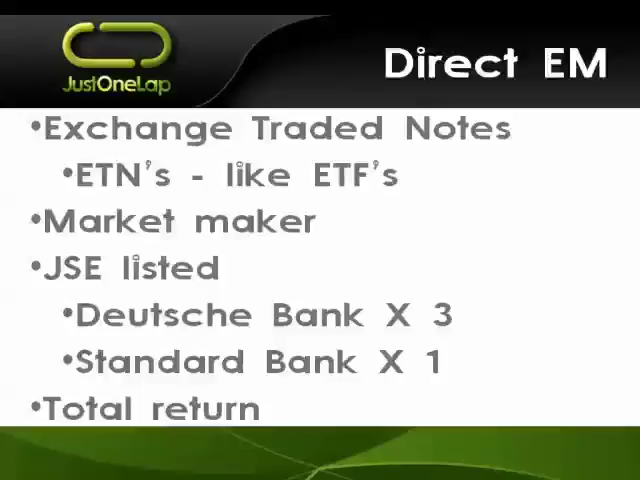 JustOneLap
Direct EM
•Exchange Traded Notes
•ETN's - like ETF's
•Market maker
•JSE listed
•Deutsche Bank X 3
•Standard Bank X 1
•Total return